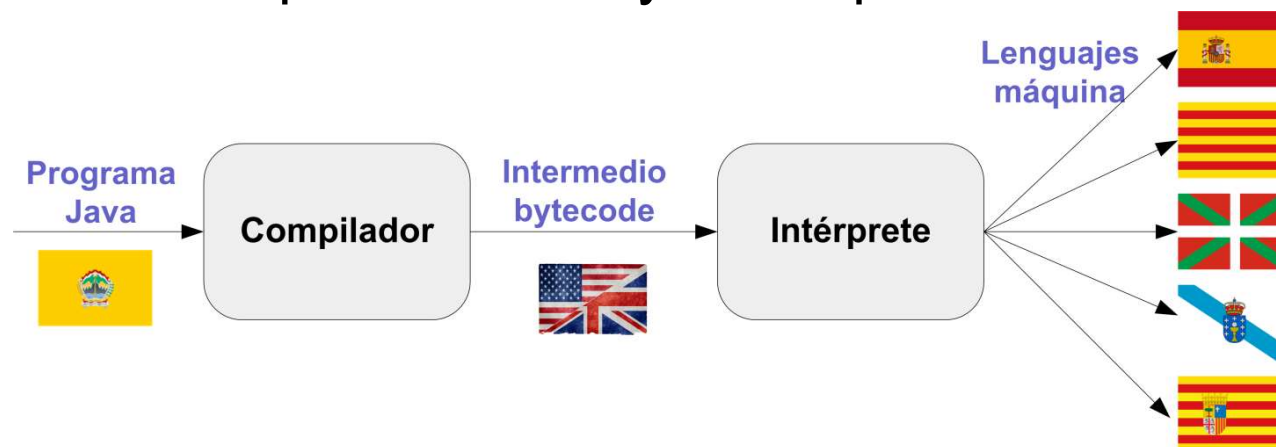 Lenguajes
máquina
Programa
Java
Compilador
Intermedio
bytecode
Intérprete